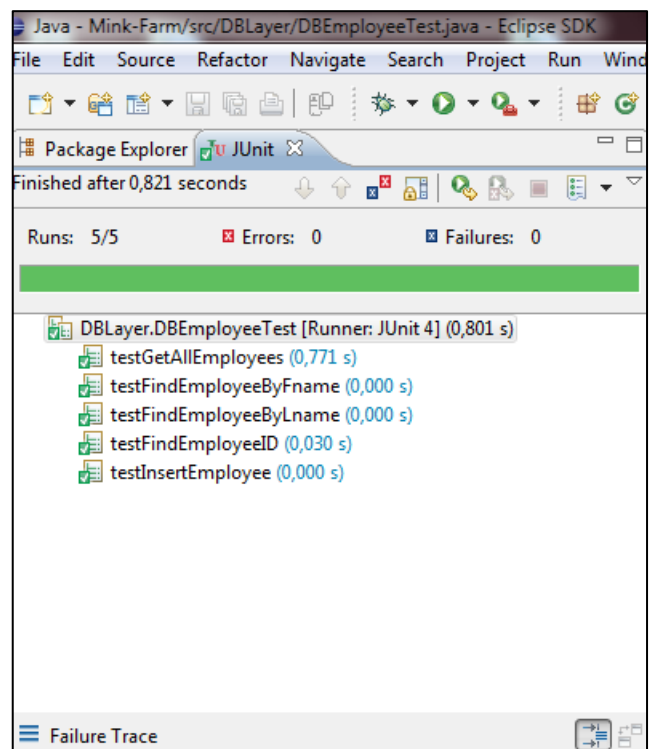 Java - Mink-Farm/src/DBLayer/DBEmployeeTest.java - Eclipse SDK
File Edit Source Refactor Navigate Search Project Run Wind
Package Explorer JUnit
Finished after 0,821 seconds
Runs: 5/5 Errors: 0 Failures: 0
DBLayer.DBEmployeeTest [Runner: JUnit 4] (0,801 s)
testGetAllEmployees (0,771 s)
testFindEmployeeByFname (0,000 s)
testFindEmployeeByLname (0,000 s)
testFindEmployeeID (0,030 s)
testInsertEmployee (0,000 s)
Failure Trace